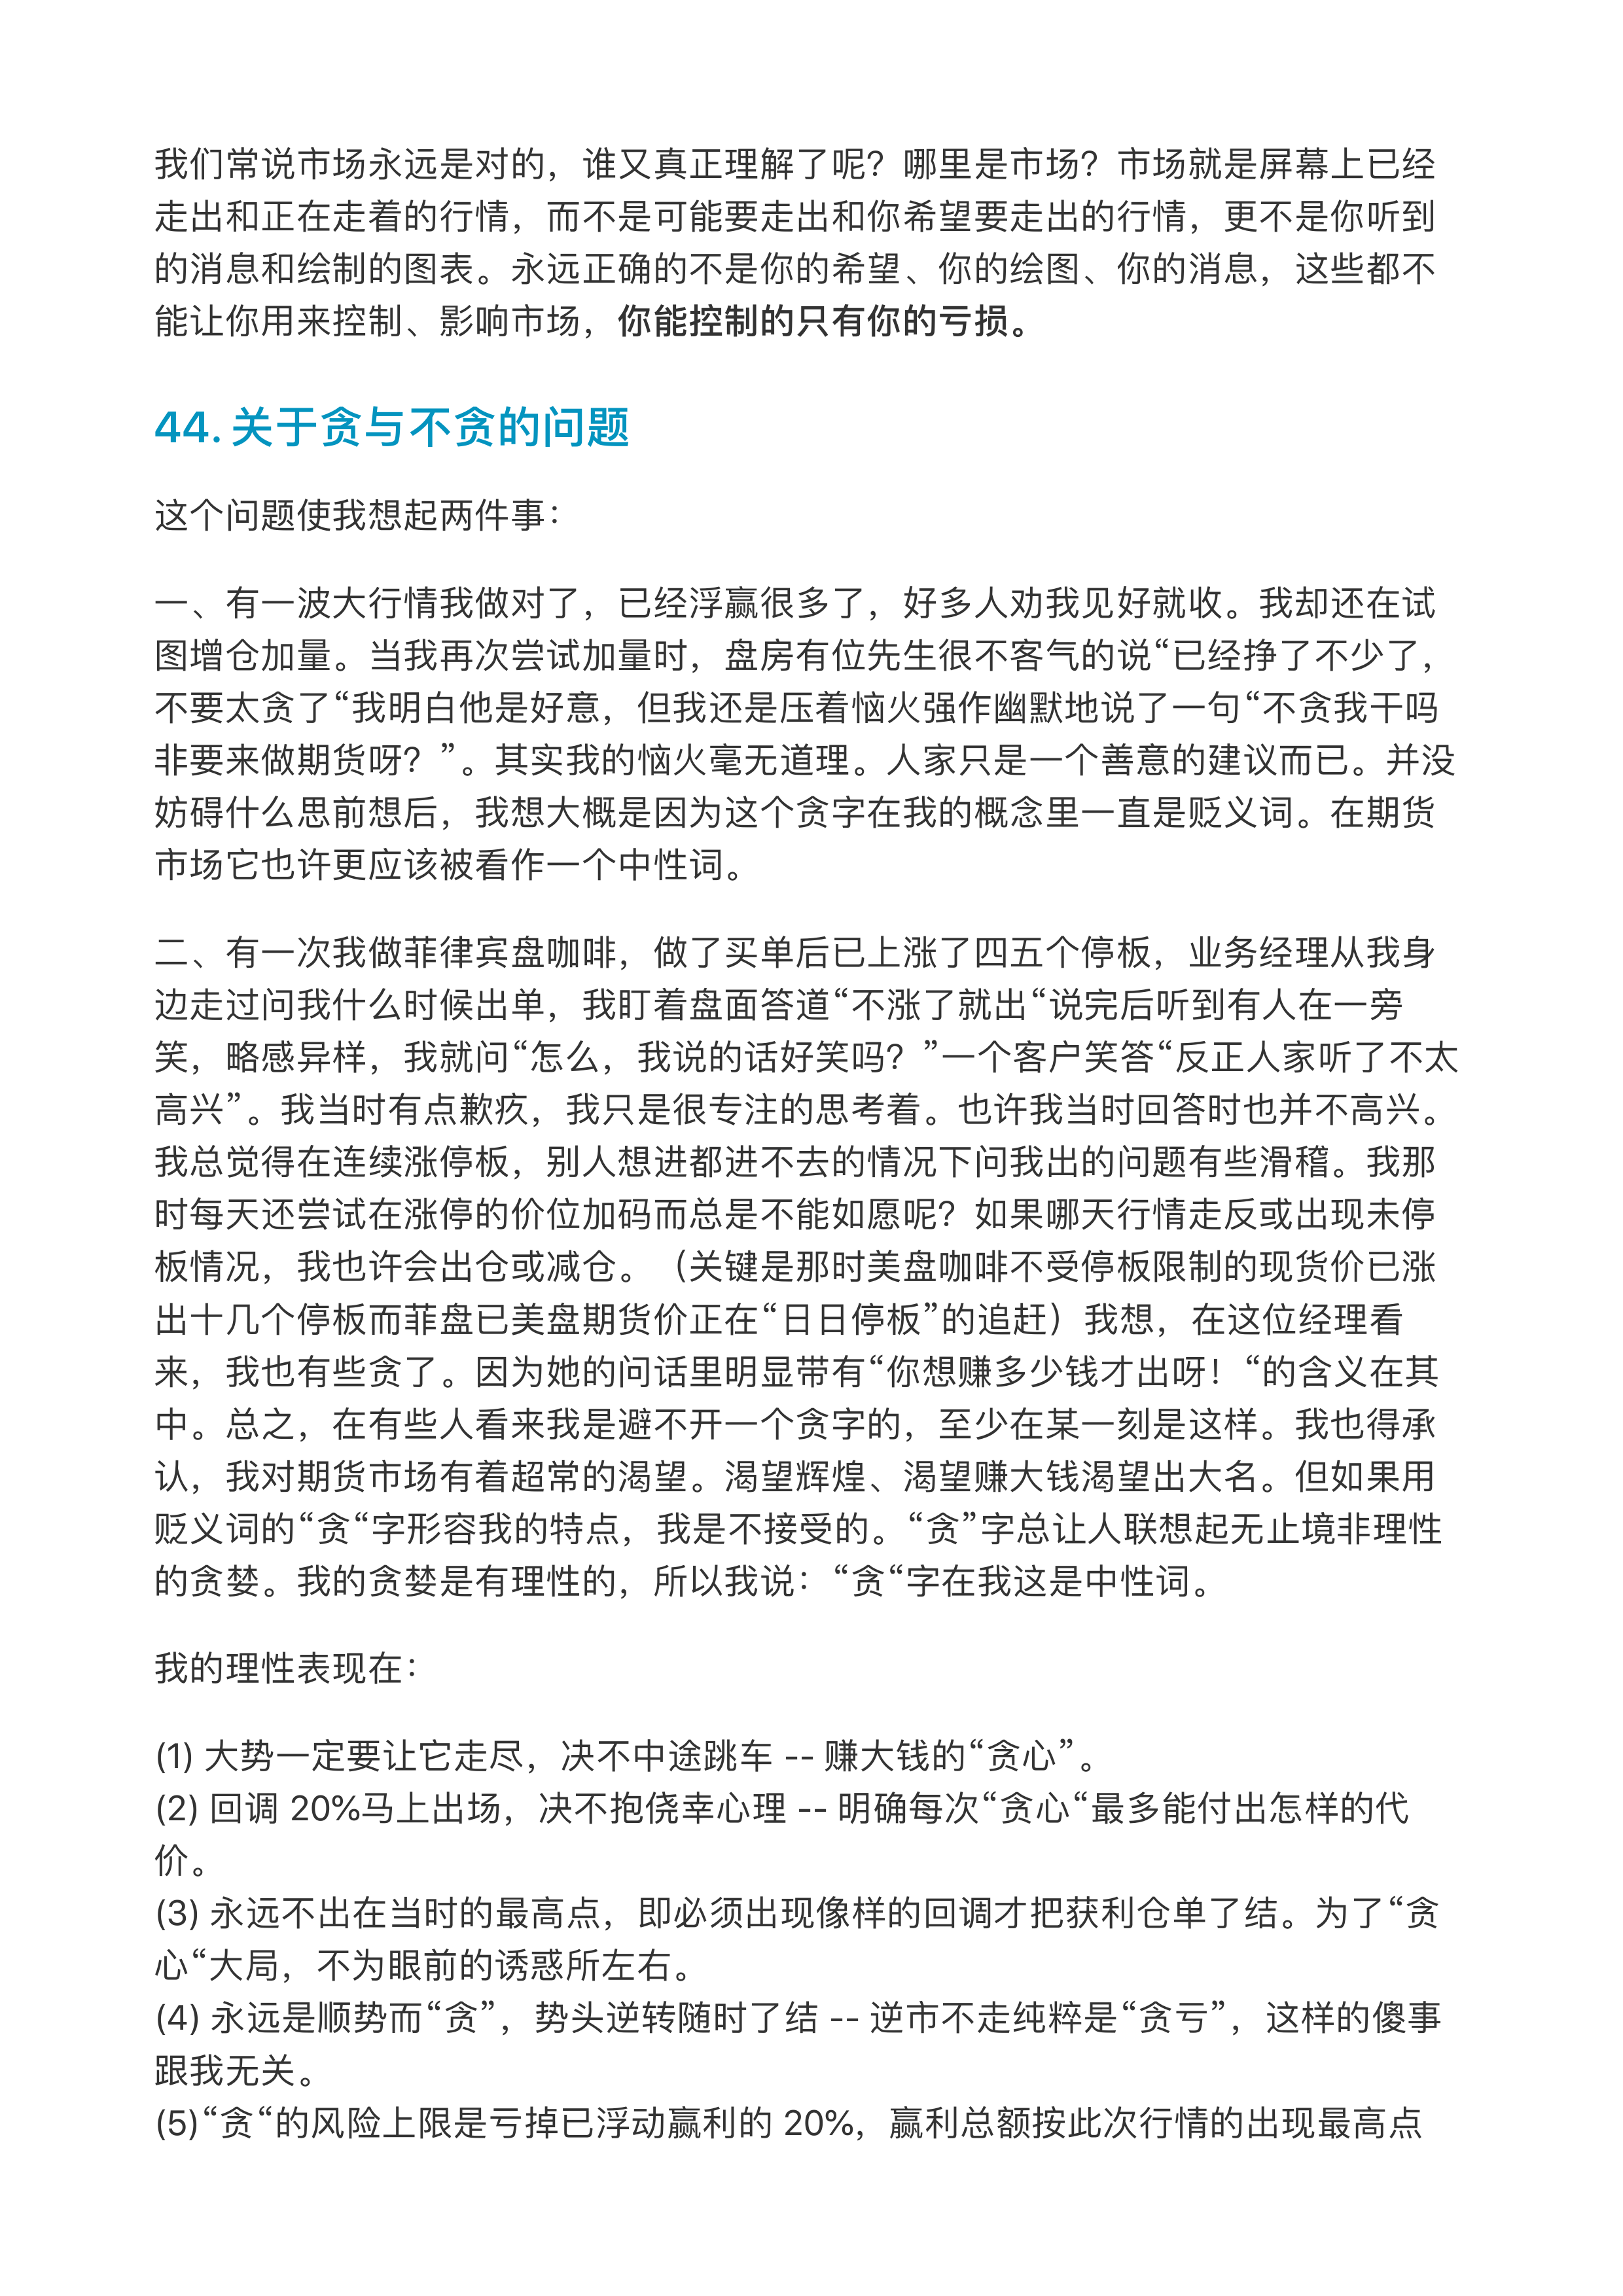 我们常说市场永远是对的，谁又真正理解了呢？哪里是市场？市场就是屏幕上已经
走出和正在走着的行情，而不是可能要走出和你希望要走出的行情，更不是你听到
的消息和绘制的图表。永远正确的不是你的希望、你的绘图、你的消息，这些都不
能让你用来控制、影响市场，你能控制的只有你的亏损。
44. 关于贪与不贪的问题
这个问题使我想起两件事：
一、有一波大行情我做对了，已经浮赢很多了，好多人劝我见好就收。我却还在试
图增仓加量。当我再次尝试加量时，盘房有位先生很不客气的说“已经挣了不少了，
不要太贪了“我明白他是好意，但我还是压着恼火强作幽默地说了一句“不贪我干吗
非要来做期货呀？”。其实我的恼火毫无道理。人家只是一个善意的建议而已。并没
妨碍什么思前想后，我想大概是因为这个贪字在我的概念里一直是贬义词。在期货
市场它也许更应该被看作一个中性词。
二、有一次我做菲律宾盘咖啡，做了买单后已上涨了四五个停板，业务经理从我身
边走过问我什么时候出单，我盯着盘面答道“不涨了就出“说完后听到有人在一旁
笑，略感异样，我就问“怎么，我说的话好笑吗？”一个客户笑答“反正人家听了不太
高兴”。我当时有点歉疚，我只是很专注的思考着。也许我当时回答时也并不高兴。
我总觉得在连续涨停板，别人想进都进不去的情况下问我出的问题有些滑稽。我那
时每天还尝试在涨停的价位加码而总是不能如愿呢？如果哪天行情走反或出现未停
板情况，我也许会出仓或减仓。（关键是那时美盘咖啡不受停板限制的现货价已涨
出十几个停板而菲盘已美盘期货价正在“日日停板”的追赶）我想，在这位经理看
来，我也有些贪了。因为她的问话里明显带有“你想赚多少钱才出呀！“的含义在其
中。总之，在有些人看来我是避不开一个贪字的，至少在某一刻是这样。我也得承
认，我对期货市场有着超常的渴望。渴望辉煌、渴望赚大钱渴望出大名。但如果用
贬义词的“贪“字形容我的特点，我是不接受的。“贪”字总让人联想起无止境非理性
的贪婪。我的贪婪是有理性的，所以我说：“贪“字在我这是中性词。
我的理性表现在：
(1) 大势一定要让它走尽，决不中途跳车 -- 赚大钱的“贪心”。
(2) 回调 20%马上出场，决不抱侥幸心理 -- 明确每次“贪心“最多能付出怎样的代
价。
(3) 永远不出在当时的最高点，即必须出现像样的回调才把获利仓单了结。为了“贪
心“大局，不为眼前的诱惑所左右。
(4) 永远是顺势而“贪”，势头逆转随时了结 -- 逆市不走纯粹是“贪亏”，这样的傻事
跟我无关。
(5)“贪“的风险上限是亏掉已浮动赢利的 20%，赢利总额按此次行情的出现最高点